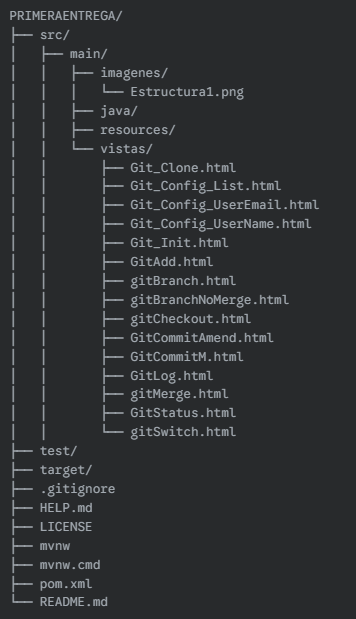 PRIMERAENTREGA/
├── src/
│   │   ├── main/
│   │   │   ├── imagenes/
│   │   │   │   └── Estructura1.png
│   │   │   ├── java/
│   │   │   ├── resources/
│   │   │   └── vistas/
│   │   │       ├── Git_Clone.html
│   │   │       ├── Git_Config_List.html
│   │   │       ├── Git_Config_UserEmail.html
│   │   │       ├── Git_Config_UserName.html
│   │   │       ├── Git_Init.html
│   │   │       ├── GitAdd.html
│   │   │       ├── gitBranch.html
│   │   │       ├── gitBranchNoMerge.html
│   │   │       ├── gitCheckout.html
│   │   │       ├── GitCommitAmend.html
│   │   │       ├── GitCommitM.html
│   │   │       ├── GitLog.html
│   │   │       ├── gitMerge.html
│   │   │       ├── GitStatus.html
│   │   │       └── gitSwitch.html
├── test/
├── target/
├── .gitignore
├── HELP.md
├── LICENSE
├── mvnw
├── mvnw.cmd
├── pom.xml
└── README.md